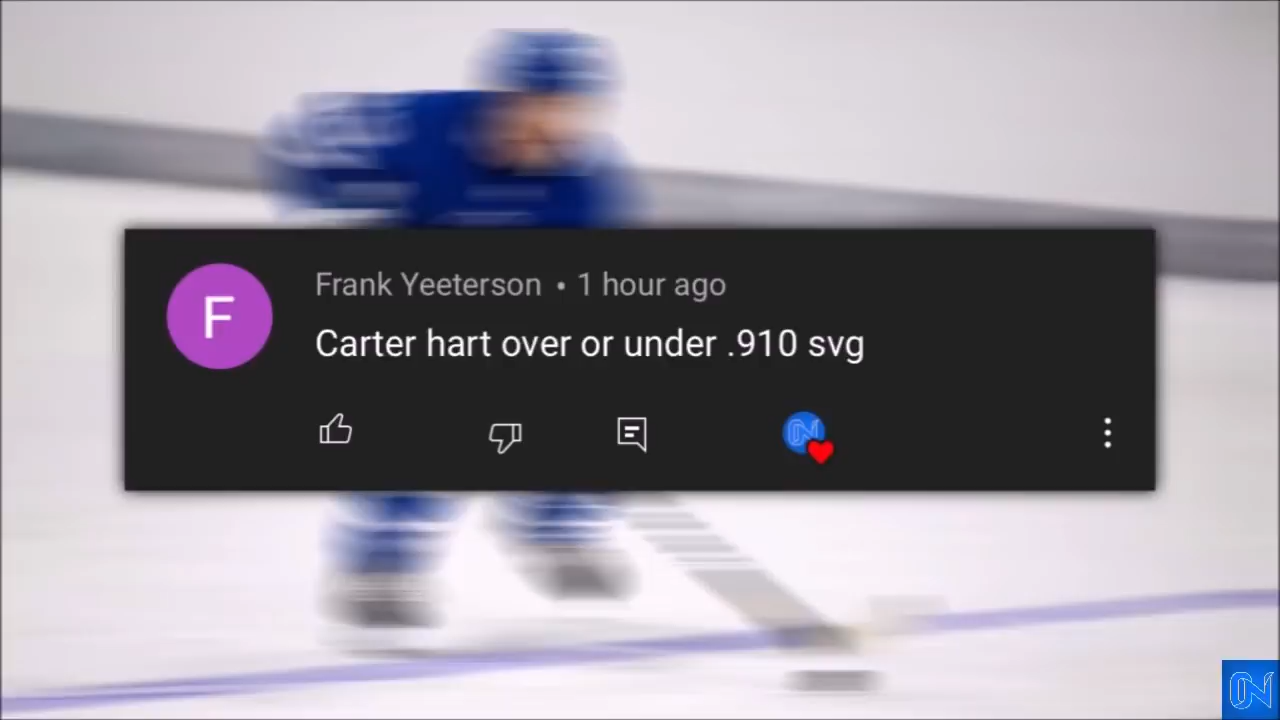 F
Frank Yeeterson • 1 hour ago
Carter hart over or under .910 svg